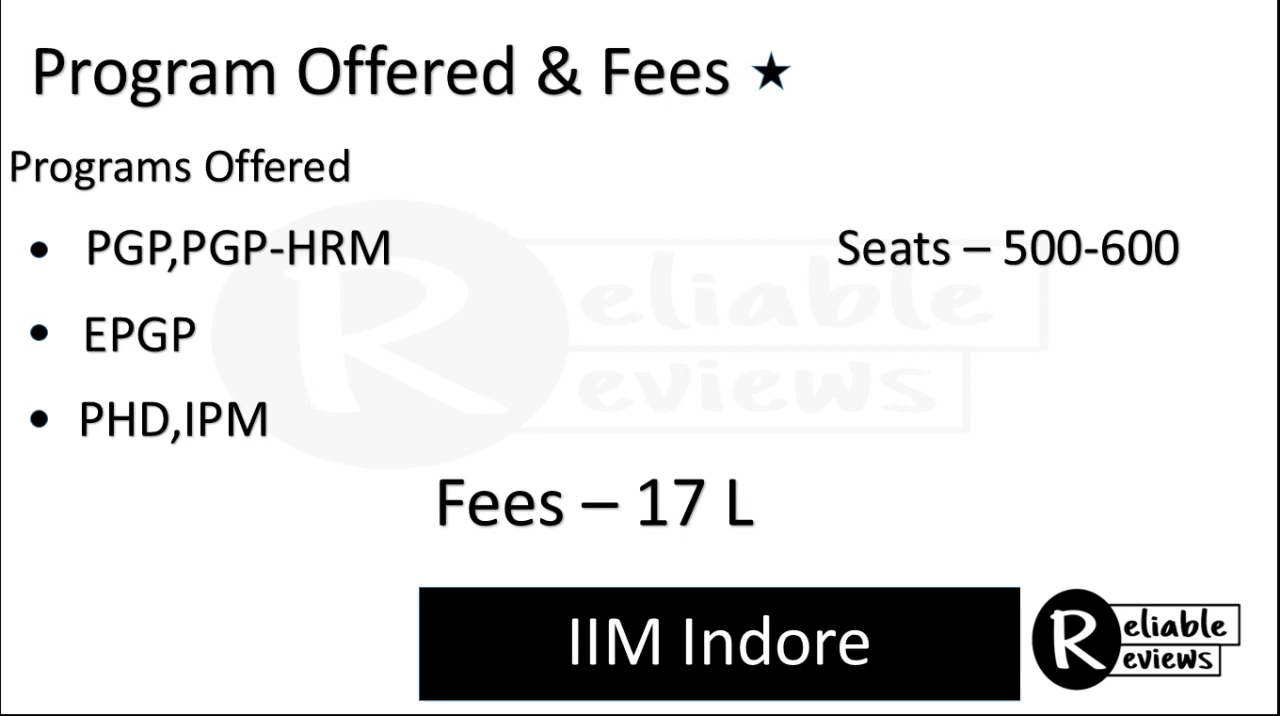 Program Offered & Fees ★
Programs Offered
• PGP,PGP-HRM
Seats – 500-600
• EPGP
• PHD,IPM
Reliable
Reviews
Fees – 17 L
IIM Indore
Reliable
Reviews